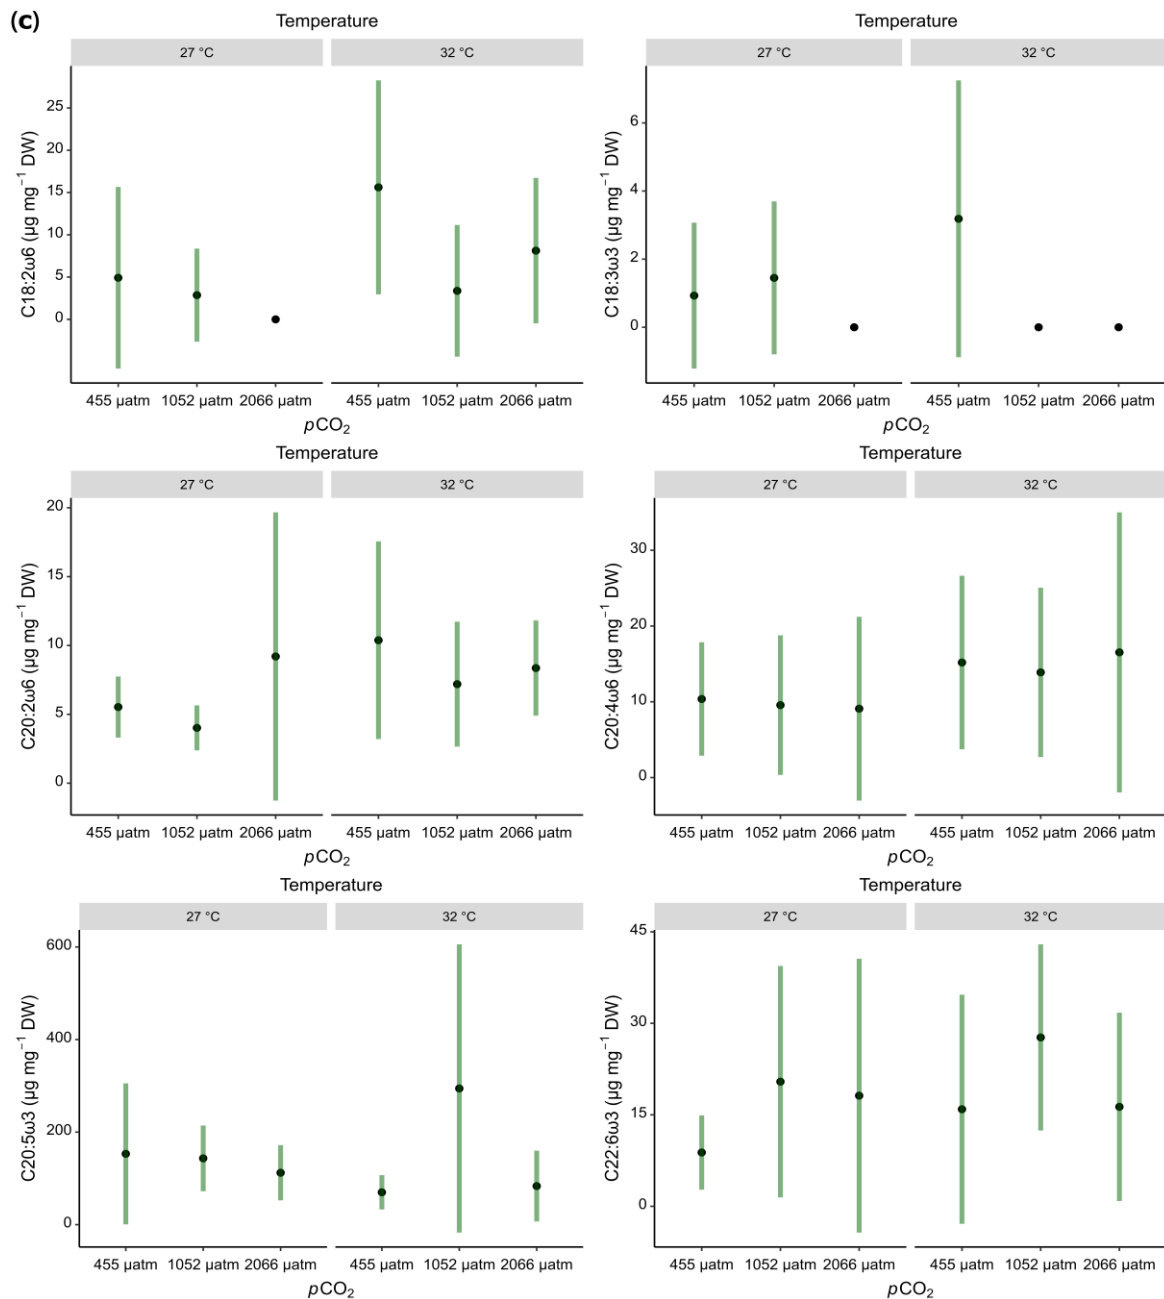 (c)
Temperature
27 °C 32 °C
C18:2ω6 (µg mg⁻¹ DW)
25
20
15
10
5
0
455 µatm 1052 µatm 2066 µatm 455 µatm 1052 µatm 2066 µatm
pCO₂
Temperature
27 °C 32 °C
C18:3ω3 (µg mg⁻¹ DW)
6
4
2
0
455 µatm 1052 µatm 2066 µatm 455 µatm 1052 µatm 2066 µatm
pCO₂
Temperature
27 °C 32 °C
C20:2ω6 (µg mg⁻¹ DW)
20
15
10
5
0
455 µatm 1052 µatm 2066 µatm 455 µatm 1052 µatm 2066 µatm
pCO₂
Temperature
27 °C 32 °C
C20:4ω6 (µg mg⁻¹ DW)
30
20
10
0
455 µatm 1052 µatm 2066 µatm 455 µatm 1052 µatm 2066 µatm
pCO₂
Temperature
27 °C 32 °C
C20:5ω3 (µg mg⁻¹ DW)
600
400
200
0
455 µatm 1052 µatm 2066 µatm 455 µatm 1052 µatm 2066 µatm
pCO₂
Temperature
27 °C 32 °C
C22:6ω3 (µg mg⁻¹ DW)
45
30
15
0
455 µatm 1052 µatm 2066 µatm 455 µatm 1052 µatm 2066 µatm
pCO₂